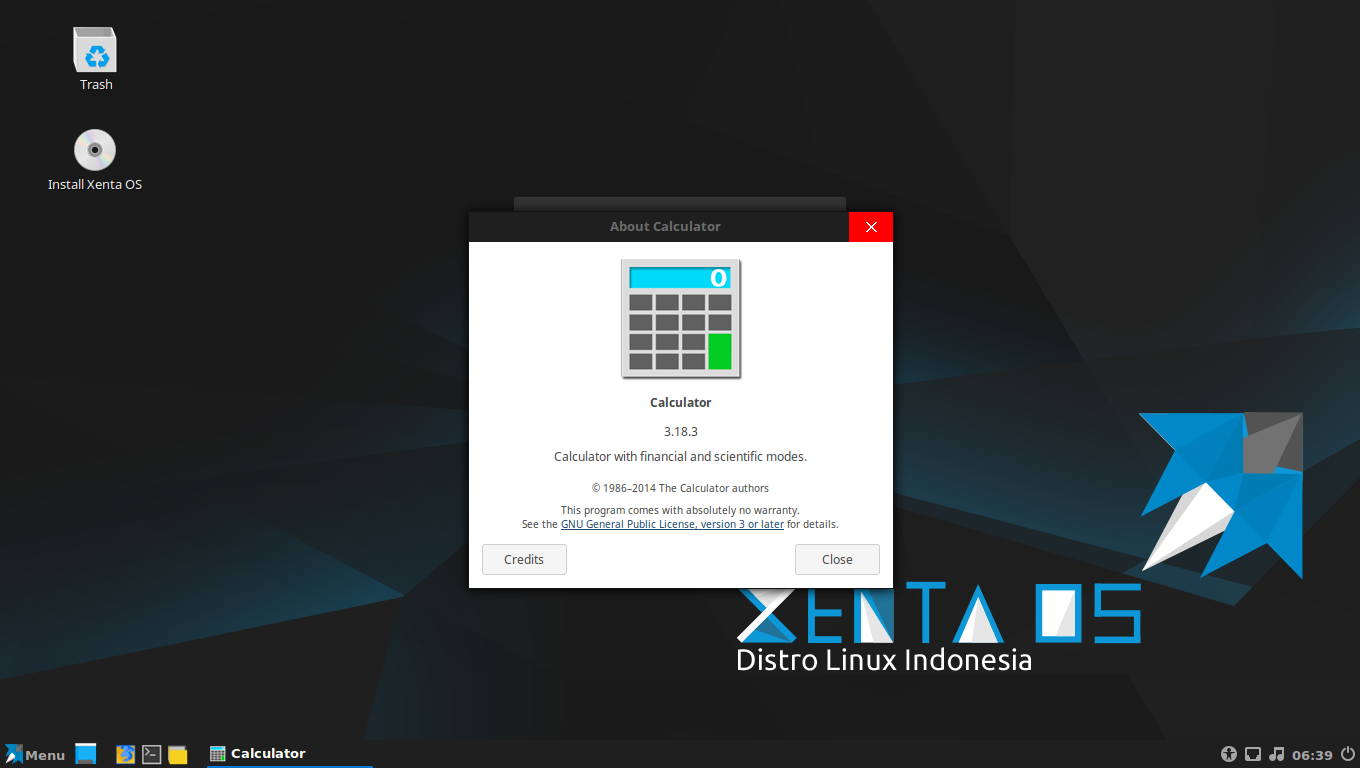 Trash
Install Xenta OS
About Calculator
0
Calculator
3.18.3
Calculator with financial and scientific modes.
© 1986–2014 The Calculator authors
This program comes with absolutely no warranty.
See the GNU General Public License, version 3 or later for details.
Credits
Close
XENTA OS
Distro Linux Indonesia
Menu
Calculator
06:39